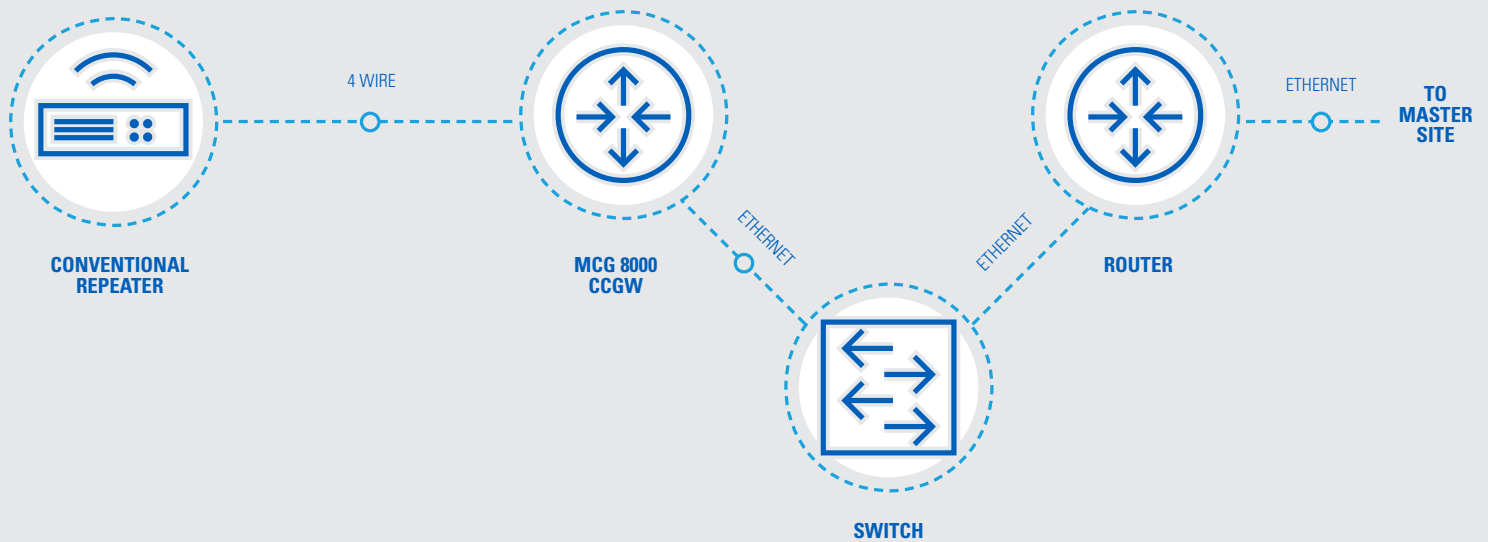 4 WIRE
ETHERNET
TO
MASTER
SITE
CONVENTIONAL
REPEATER
MCG 8000
CCGW
ETHERNET
ETHERNET
ROUTER
SWITCH